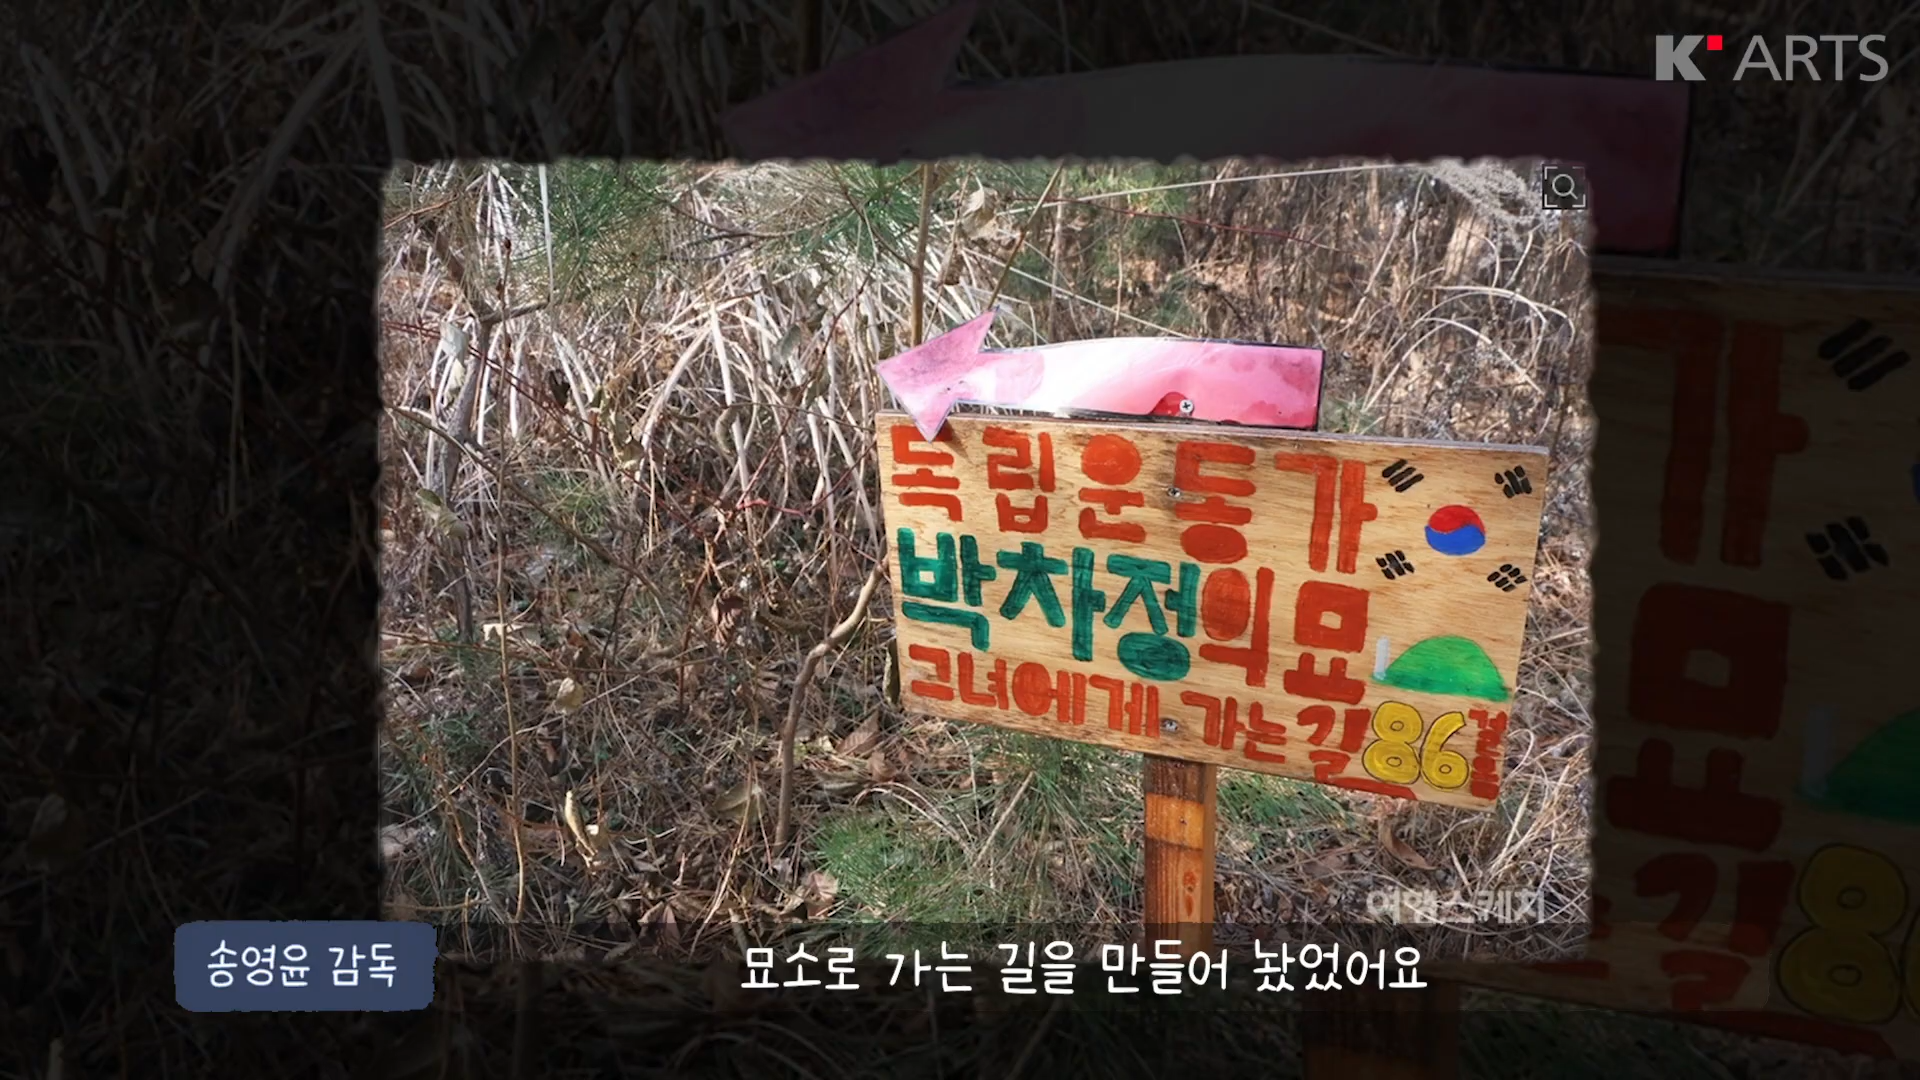 K ARTS
독립운동가
박차정의 묘
그녀에게 가는 길 86걸음
여행스케치
송영윤 감독
묘소로 가는 길을 만들어 놨었어요